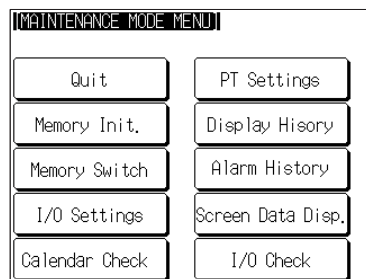 [MAINTENANCE MODE MENU]
Quit
PT Settings
Memory Init.
Display Hisory
Memory Switch
Alarm History
I/O Settings
Screen Data Disp.
Calendar Check
I/O Check